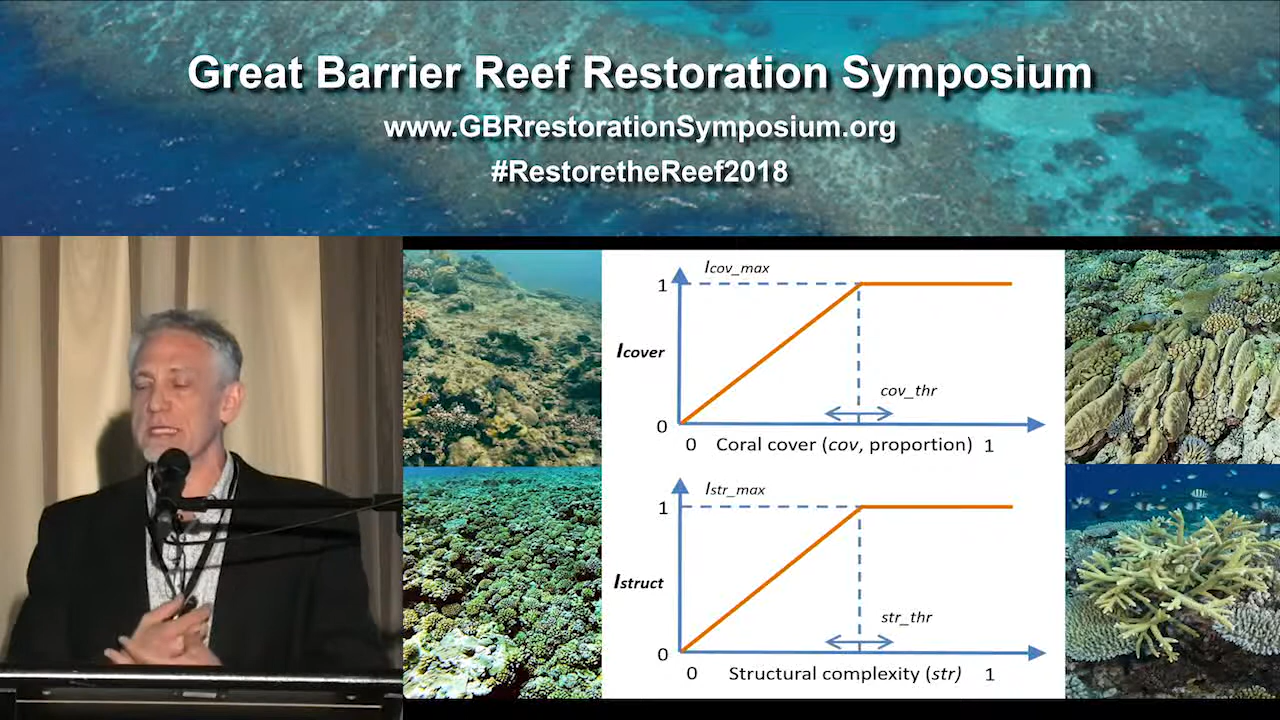 Great Barrier Reef Restoration Symposium
www.GBRrestorationSymposium.org
#RestoretheReef2018
Icov_max
1
Icover
cov_thr
0
0 Coral cover (cov, proportion) 1
Istr_max
1
Istruct
str_thr
0
0 Structural complexity (str) 1